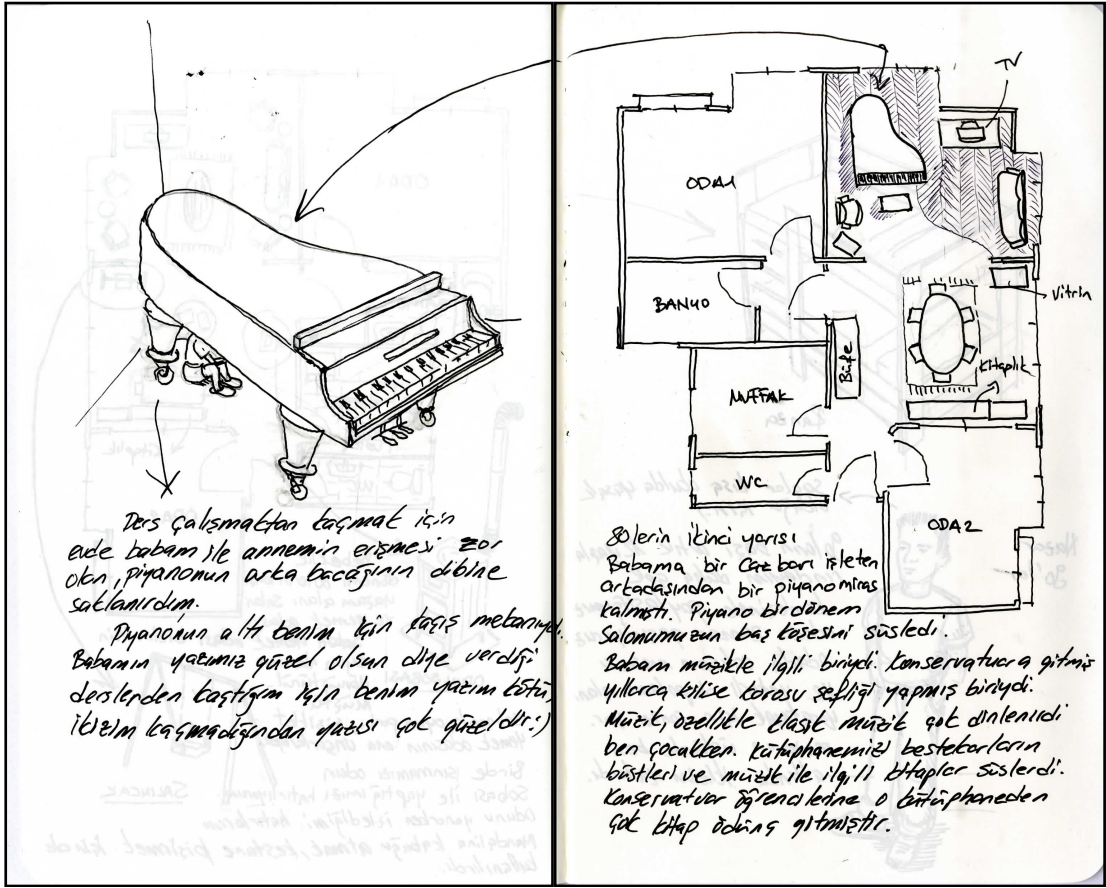 Ders çalışmaktan kaçmak için
evde babam ile annemin erişmesi zor
olan, piyanonun arka bacağının dibine
saklanırdım.
Piyanonun altı benim için kaçış mekanıydı.
Babamın yazımız güzel olsun diye verdiği
derslerden kaçtığım için benim yazım kötü,
ikizim kaçmadığından yazısı çok güzeldir:)
TV
ODA1
BANYO
Vitrin
Büfe
Kitaplık
MUTFAK
WC
ODA2
80lerin ikinci yarısı
Babama bir Caz barı işleten
arkadaşından bir piyano miras
kalmıştı. Piyano bir dönem
Salonumuzun baş köşesini süsledi.
Babam müzikle ilgili biriydi. Konservatuara gitmiş
yıllarca kilise korosu şefliği yapmış biriydi.
Müzik, özellikle klasik müzik çok dinlenirdi
ben çocukken. Kütüphanemizi bestekarların
büstleri ve müzik ile ilgili kitaplar süslerdi.
Konservatuar öğrencilerine o kütüphaneden
çok kitap ödünç gitmiştir.